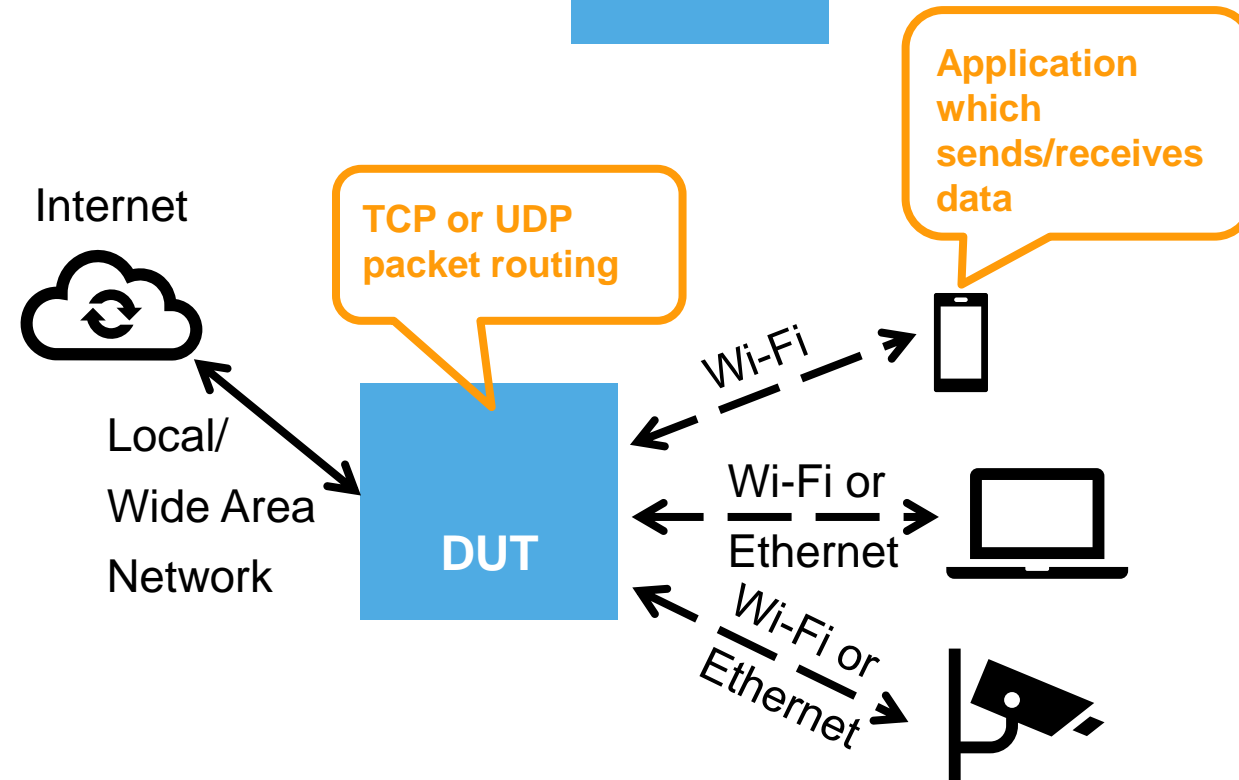 Application
which
sends/receives
data
Internet
TCP or UDP
packet routing
Wi-Fi
Local/
Wide Area
Network
DUT
Wi-Fi or
Ethernet
Wi-Fi or
Ethernet